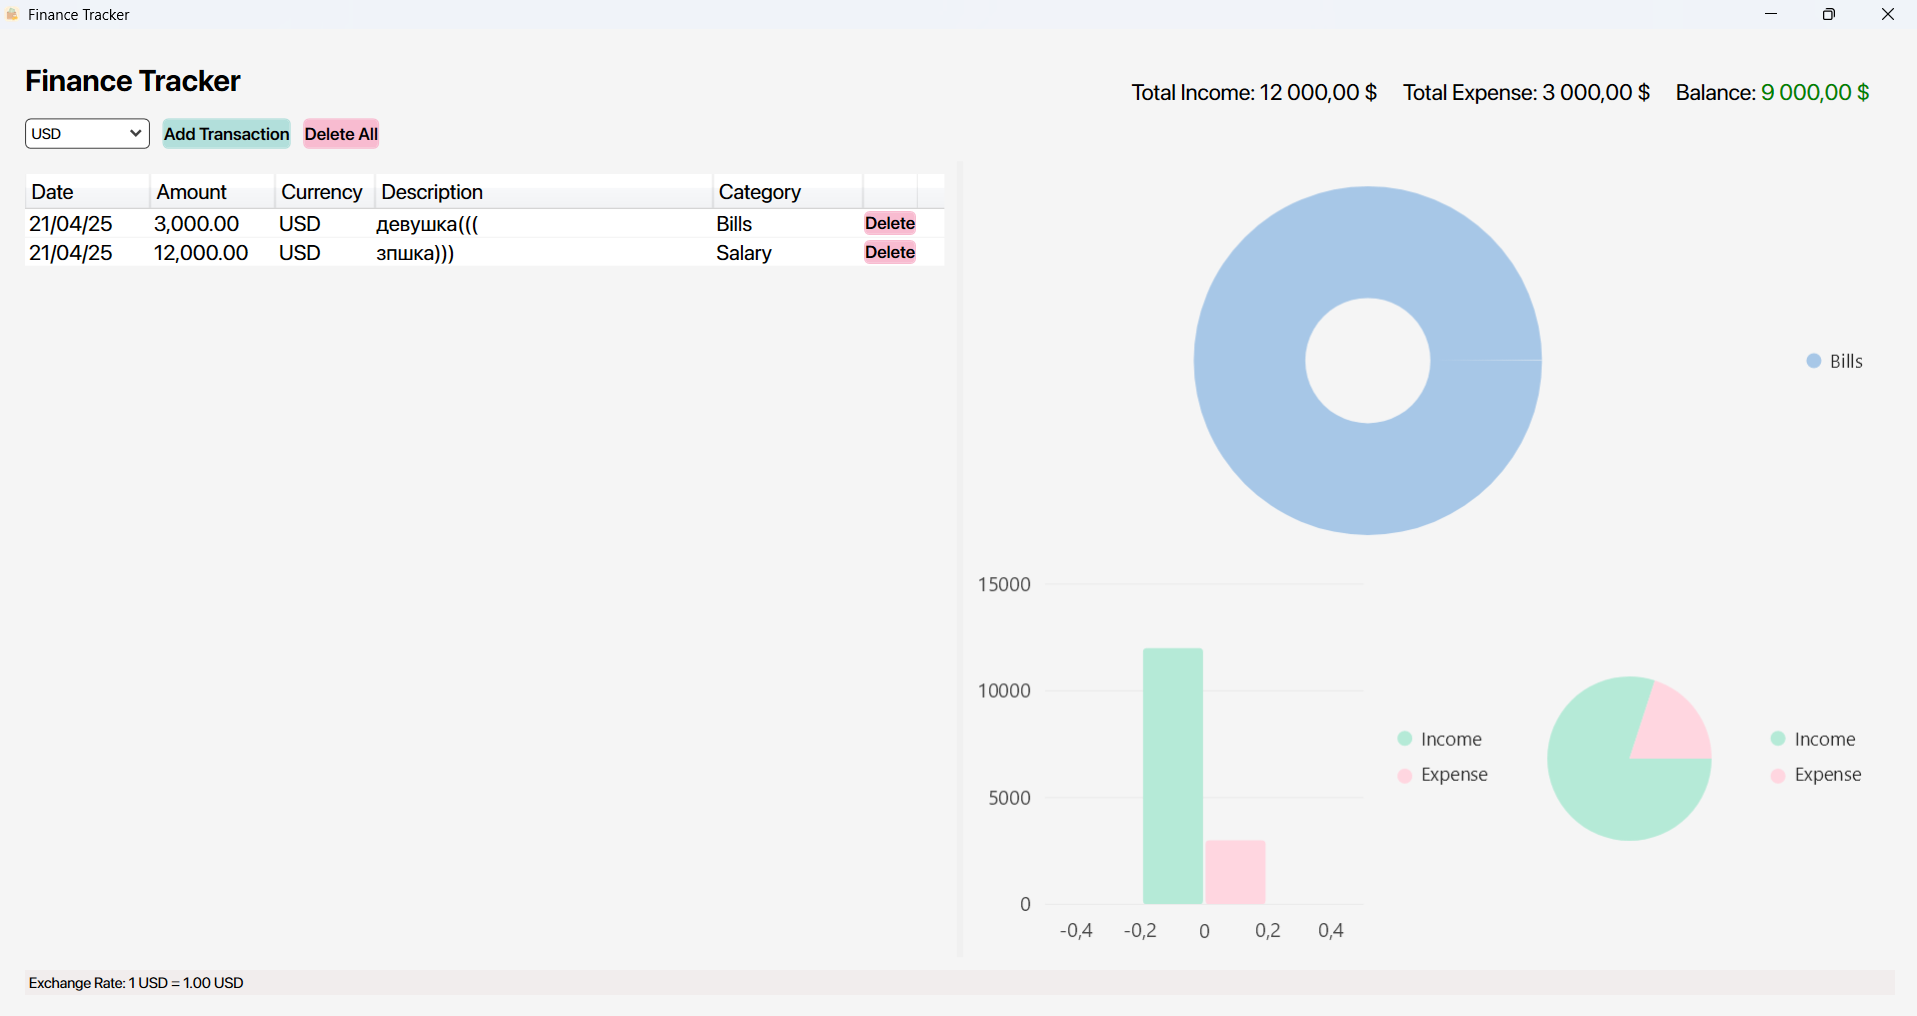 Finance Tracker
Finance Tracker
Total Income: 12 000,00 $ Total Expense: 3 000,00 $ Balance: 9 000,00 $
USD Add Transaction Delete All
Date Amount Currency Description Category
21/04/25 3,000.00 USD девушка((( Bills Delete
21/04/25 12,000.00 USD зпшка))) Salary Delete
Bills
15000
10000
5000
0
-0,4 -0,2 0 0,2 0,4
Income
Expense
Income
Expense
Exchange Rate: 1 USD = 1.00 USD